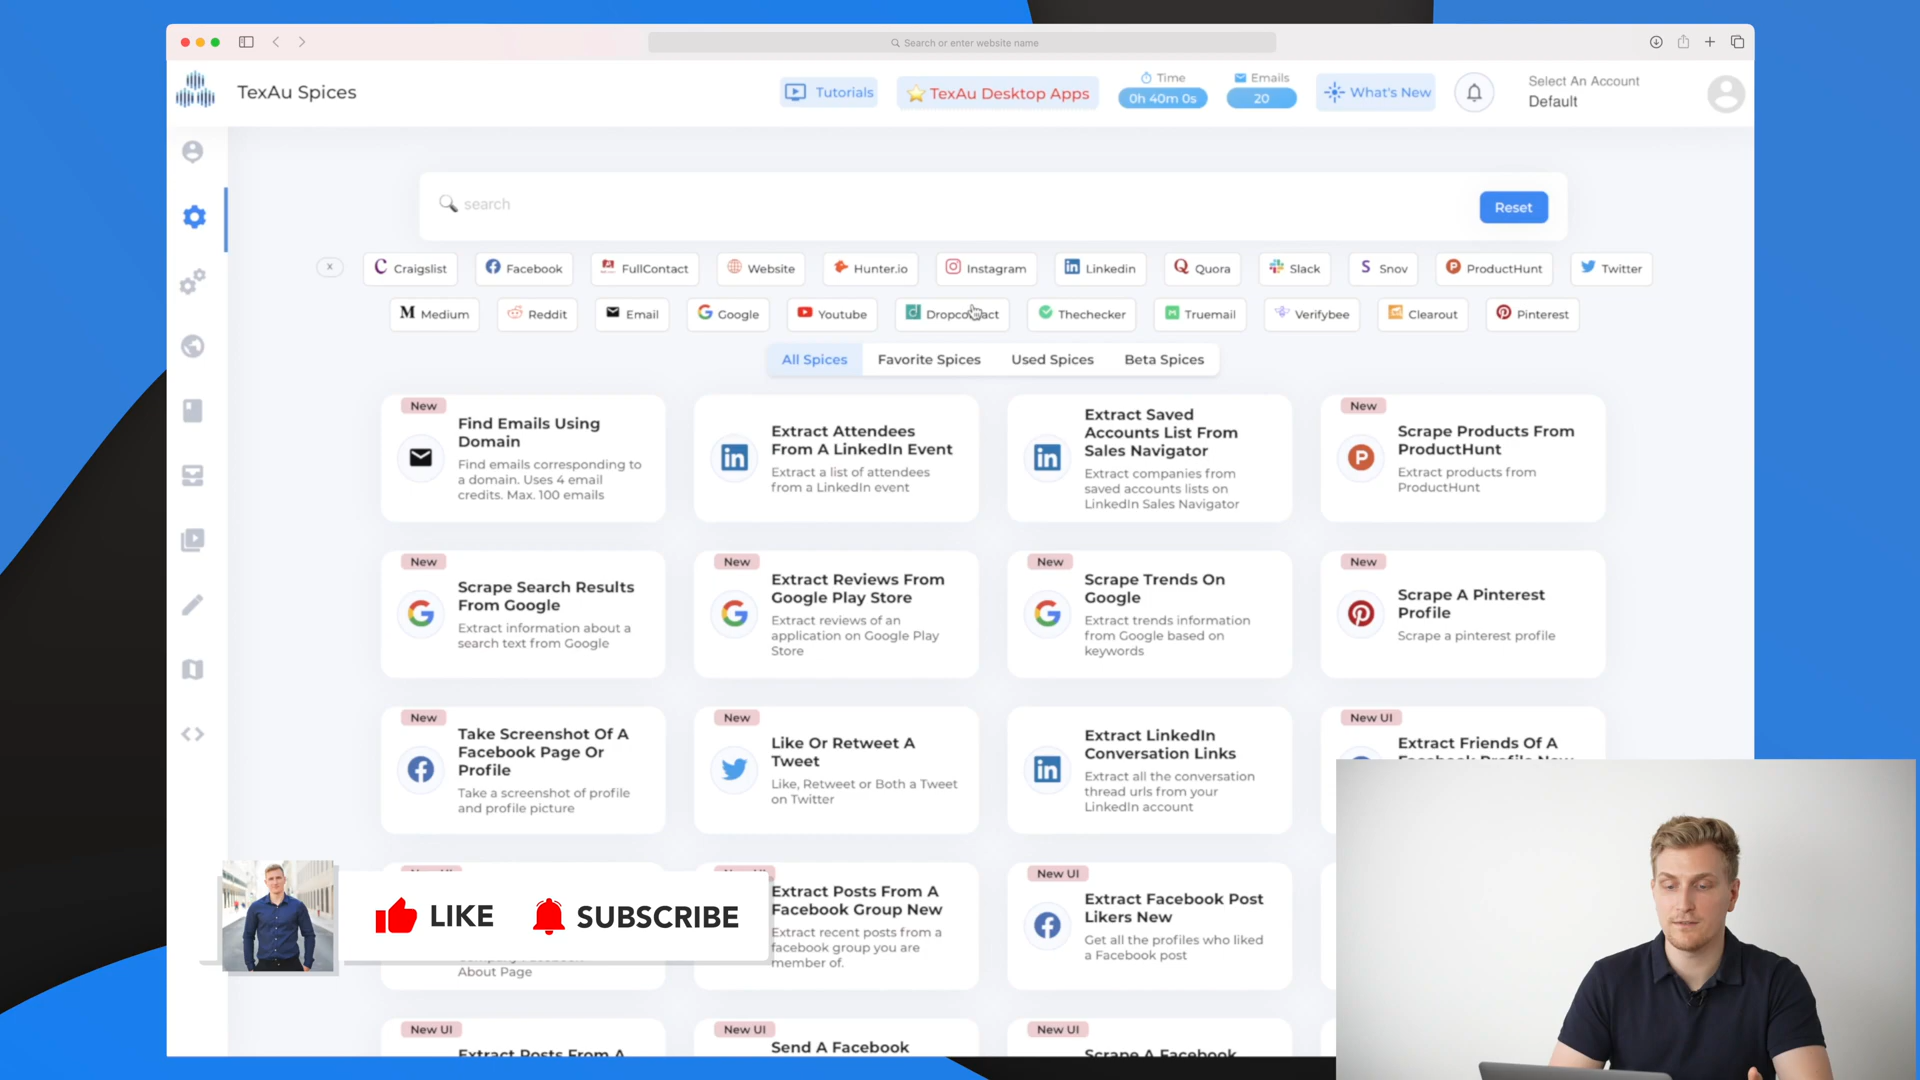 Search or enter website name
TexAu Spices
Tutorials
TexAu Desktop Apps
Time
0h 40m 0s
Emails
20
What's New
Select An Account
Default
search
Reset
x
Craigslist
Facebook
FullContact
Website
Hunter.io
Instagram
Linkedin
Quora
Slack
Snov
ProductHunt
Twitter
Medium
Reddit
Email
Google
Youtube
Thechecker
Truemail
Verifybee
Clearout
Pinterest
All Spices
Favorite Spices
Used Spices
Beta Spices
New
Find Emails Using
Domain
Find emails corresponding to
a domain. Uses 4 email
credits. Max. 100 emails
Extract Attendees
From A LinkedIn Event
Extract a list of attendees
from a LinkedIn event
Extract Saved
Accounts List From
Sales Navigator
Extract companies from
saved accounts lists on
LinkedIn Sales Navigator
New
Scrape Products From
ProductHunt
Extract products from
ProductHunt
New
Scrape Search Results
From Google
Extract information about a
search text from Google
New
Extract Reviews From
Google Play Store
Extract reviews of an
application on Google Play
Store
New
Scrape Trends On
Google
Extract trends information
from Google based on
keywords
New
Scrape A Pinterest
Profile
Scrape a pinterest profile
New
Take Screenshot Of A
Facebook Page Or
Profile
Take a screenshot of profile
and profile picture
New
Like Or Retweet A
Tweet
Like, Retweet or Both a Tweet
on Twitter
Extract LinkedIn
Conversation Links
Extract all the conversation
thread urls from your
LinkedIn account
New UI
Extract Friends Of A
LIKE
SUBSCRIBE
About Page
Extract Posts From A
Facebook Group New
Extract recent posts from a
facebook group you are
member of.
New UI
Extract Facebook Post
Likers New
Get all the profiles who liked
a Facebook post
New UI
Extract Posts From A
New UI
Send A Facebook
New UI
Scrape A Facebook